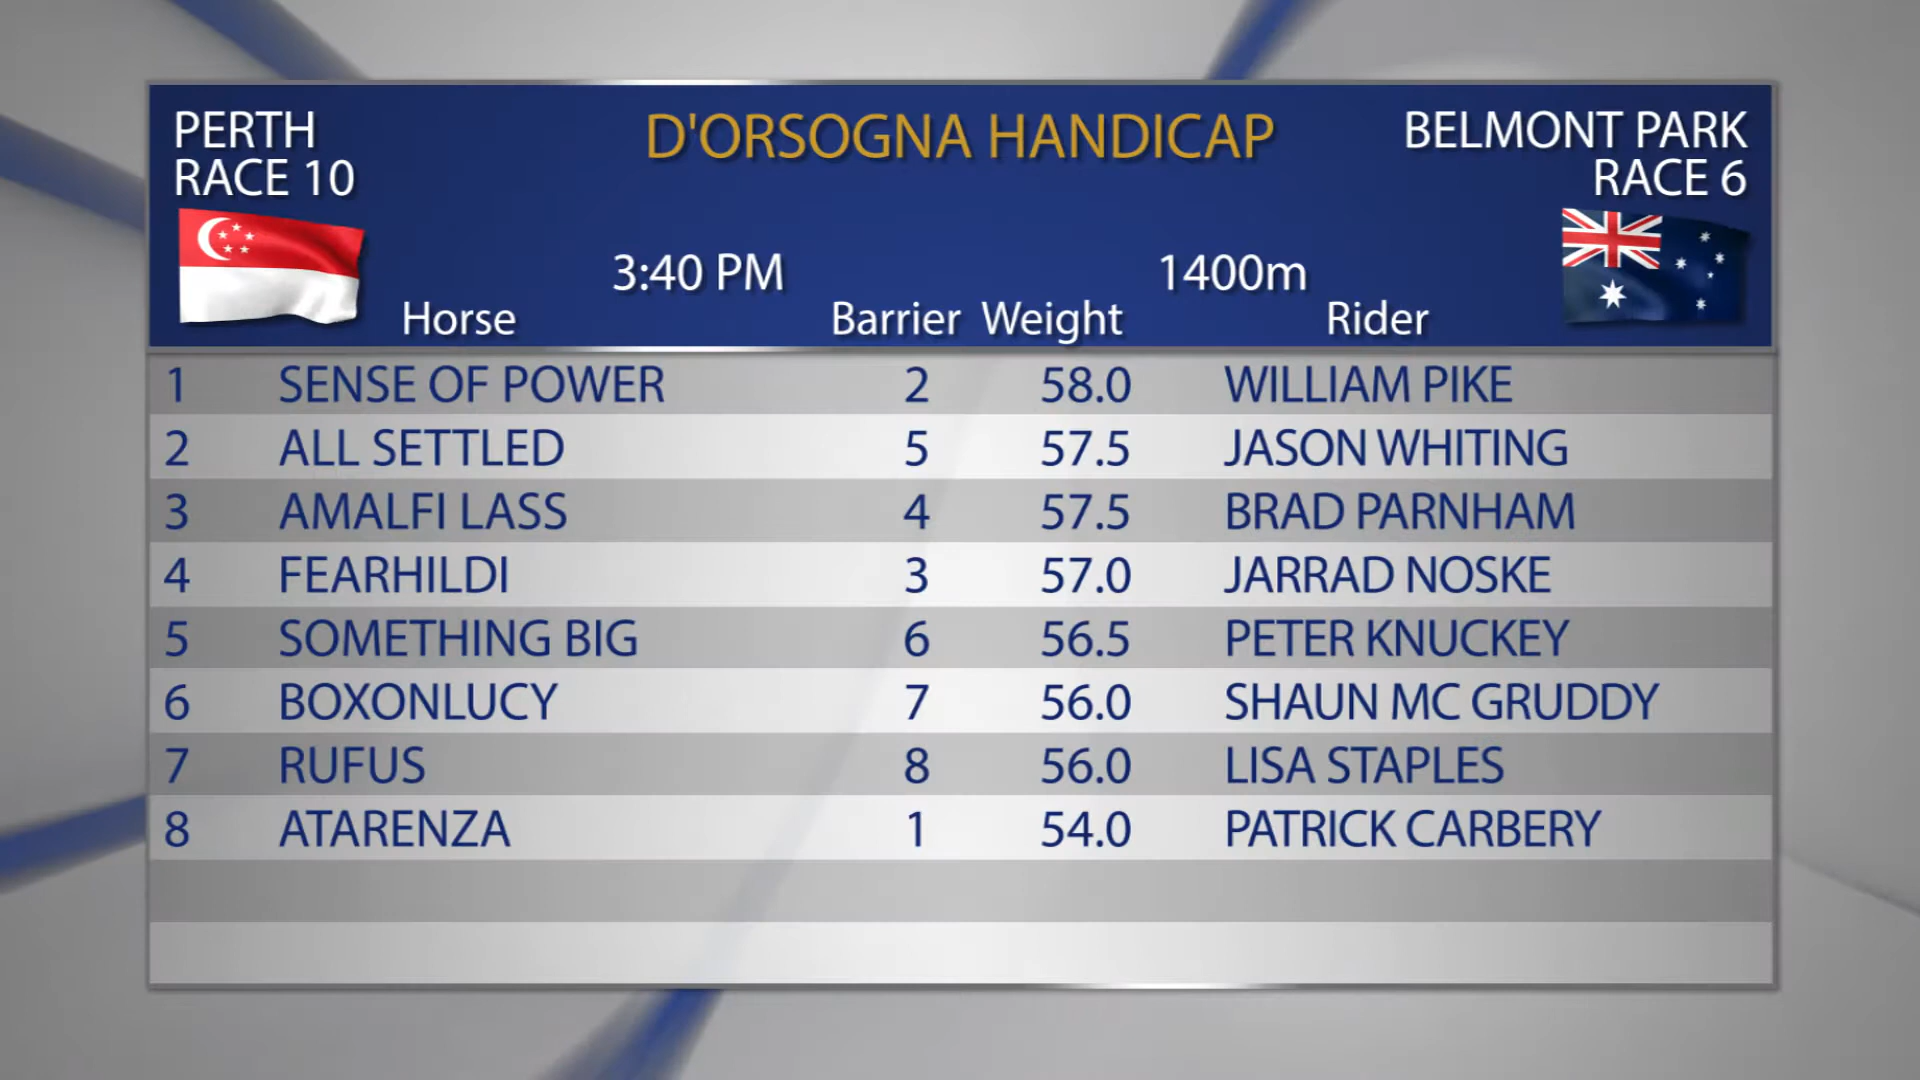 PERTH
RACE 10
D'ORSOGNA HANDICAP
BELMONT PARK
RACE 6
3:40 PM 1400m
Horse Barrier Weight Rider
1 SENSE OF POWER 2 58.0 WILLIAM PIKE
2 ALL SETTLED 5 57.5 JASON WHITING
3 AMALFI LASS 4 57.5 BRAD PARNHAM
4 FEARHILDI 3 57.0 JARRAD NOSKE
5 SOMETHING BIG 6 56.5 PETER KNUCKEY
6 BOXONLUCY 7 56.0 SHAUN MC GRUDDY
7 RUFUS 8 56.0 LISA STAPLES
8 ATARENZA 1 54.0 PATRICK CARBERY